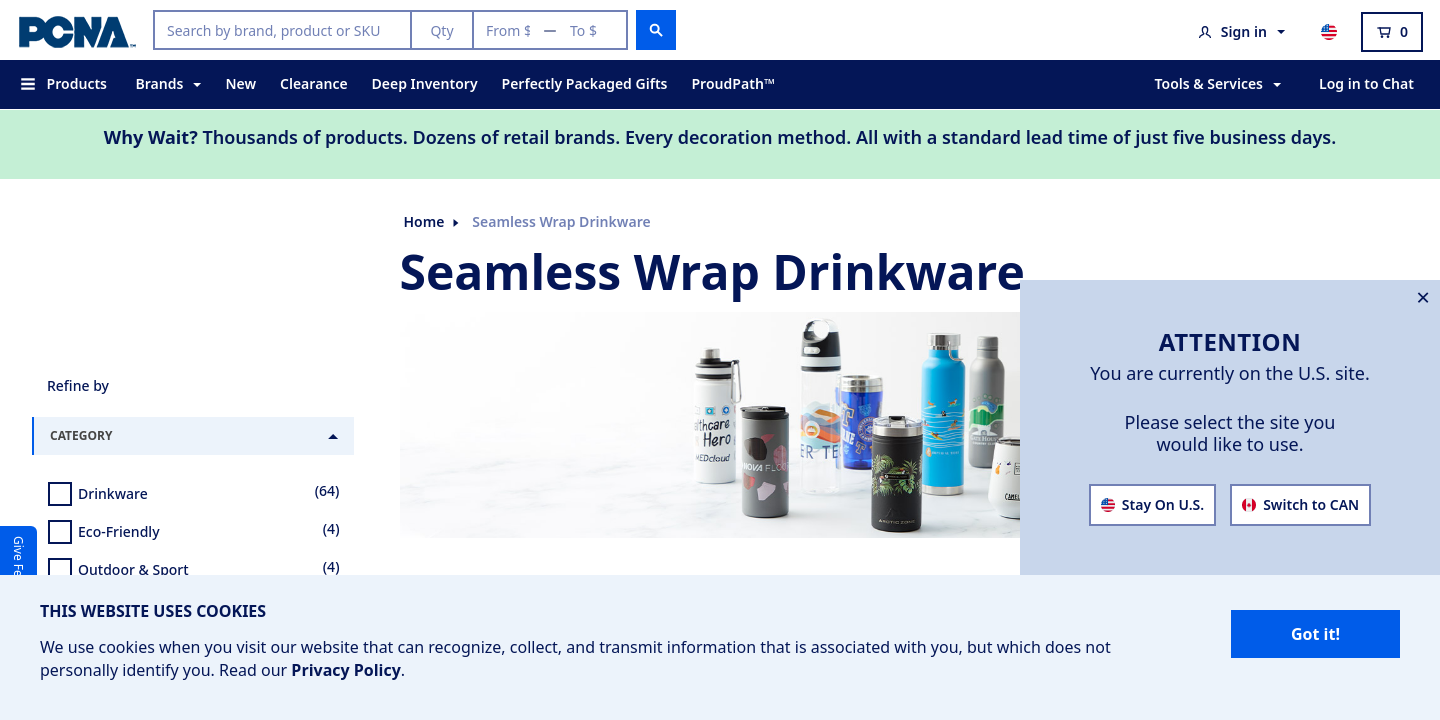 PCNA
Search by brand, product or SKU
Qty
From $ — To $
Sign in
0
Products Brands New Clearance Deep Inventory Perfectly Packaged Gifts ProudPath™ Tools & Services Log in to Chat
Why Wait? Thousands of products. Dozens of retail brands. Every decoration method. All with a standard lead time of just five business days.
Home Seamless Wrap Drinkware
Seamless Wrap Drinkware
Refine by
CATEGORY
Drinkware (64)
Eco-Friendly (4)
Outdoor & Sport (4)
Give Fe
Hero
MEDcloud
ATTENTION
You are currently on the U.S. site.
Please select the site you
would like to use.
Stay On U.S. Switch to CAN
THIS WEBSITE USES COOKIES
We use cookies when you visit our website that can recognize, collect, and transmit information that is associated with you, but which does not
personally identify you. Read our Privacy Policy.
Got it!